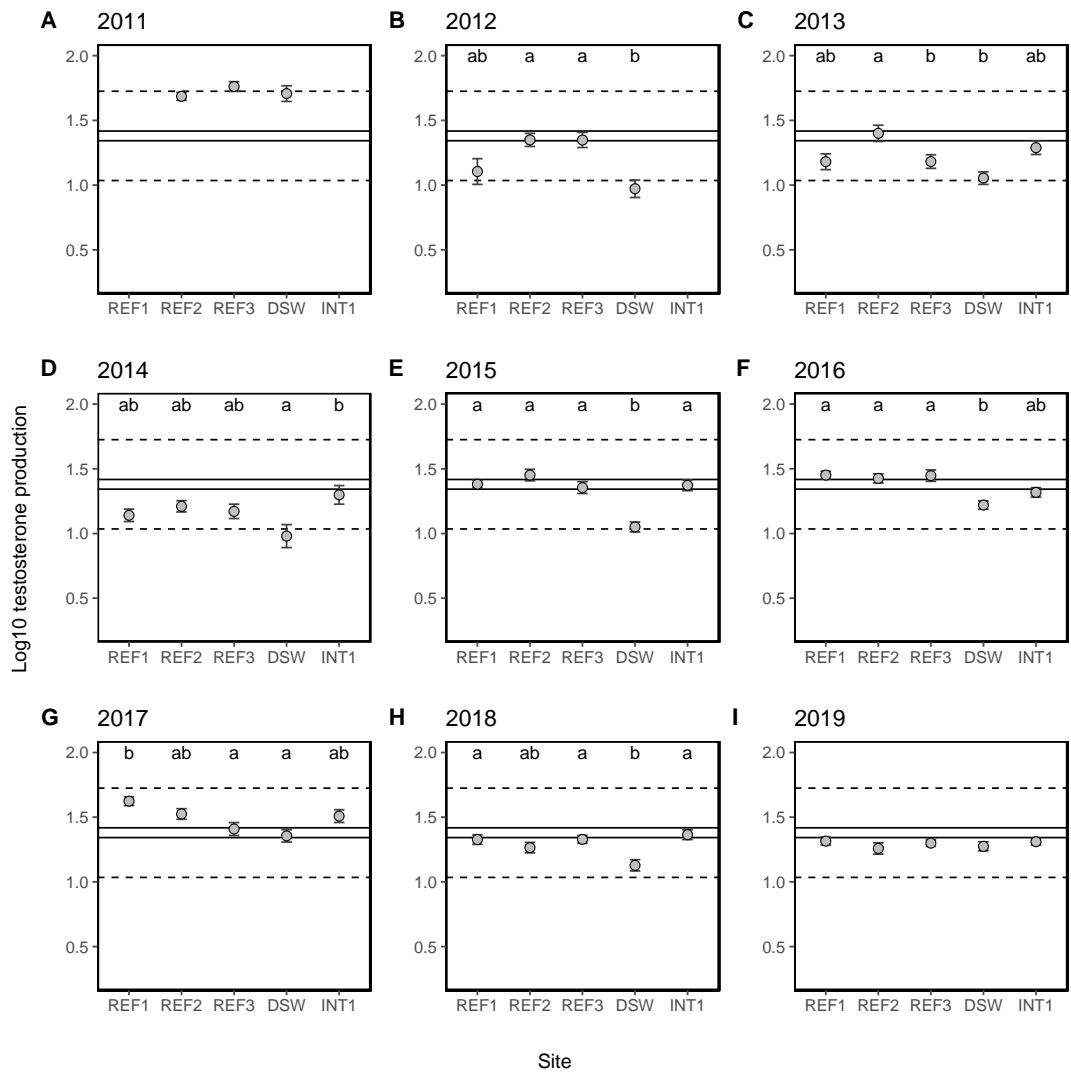 A 2011
B 2012
C 2013
2.0
1.5
1.0
0.5
REF1 REF2 REF3 DSW INT1
ab a a b
2.0
1.5
1.0
0.5
REF1 REF2 REF3 DSW INT1
ab a b b ab
2.0
1.5
1.0
0.5
REF1 REF2 REF3 DSW INT1
D 2014
E 2015
F 2016
ab ab ab a b
2.0
1.5
1.0
0.5
REF1 REF2 REF3 DSW INT1
a a a b a
2.0
1.5
1.0
0.5
REF1 REF2 REF3 DSW INT1
a a a b ab
2.0
1.5
1.0
0.5
REF1 REF2 REF3 DSW INT1
Log10 testosterone production
G 2017
H 2018
I 2019
b ab a a ab
2.0
1.5
1.0
0.5
REF1 REF2 REF3 DSW INT1
a ab a b a
2.0
1.5
1.0
0.5
REF1 REF2 REF3 DSW INT1
2.0
1.5
1.0
0.5
REF1 REF2 REF3 DSW INT1
Site